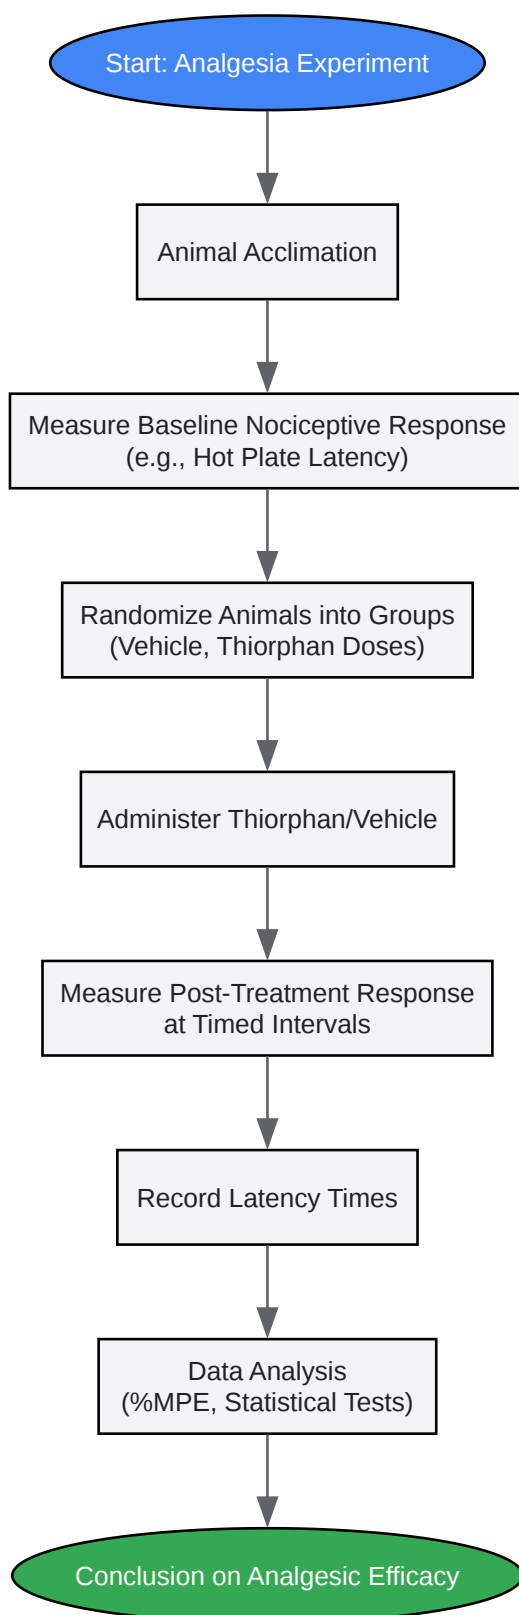 Start: Analgesia Experiment
Animal Acclimation
Measure Baseline Nociceptive Response
(e.g., Hot Plate Latency)
Randomize Animals into Groups
(Vehicle, Thiorphan Doses)
Administer Thiorphan/Vehicle
Measure Post-Treatment Response
at Timed Intervals
Record Latency Times
Data Analysis
(%MPE, Statistical Tests)
Conclusion on Analgesic Efficacy